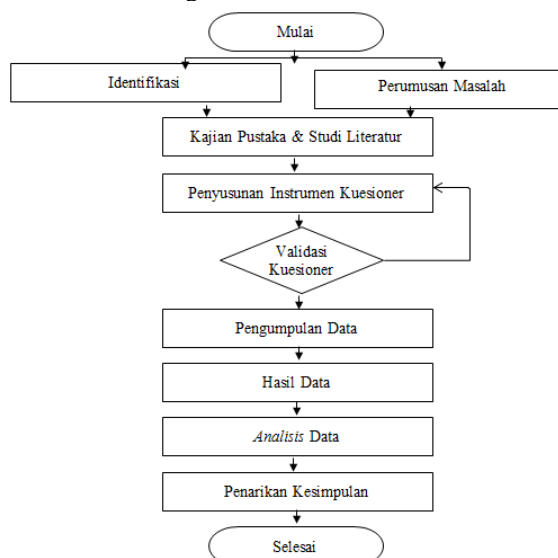 Mulai
Identifikasi
Perumusan Masalah
Kajian Pustaka & Studi Literatur
Penyusunan Instrumen Kuesioner
Validasi
Kuesioner
Pengumpulan Data
Hasil Data
Analisis Data
Penarikan Kesimpulan
Selesai